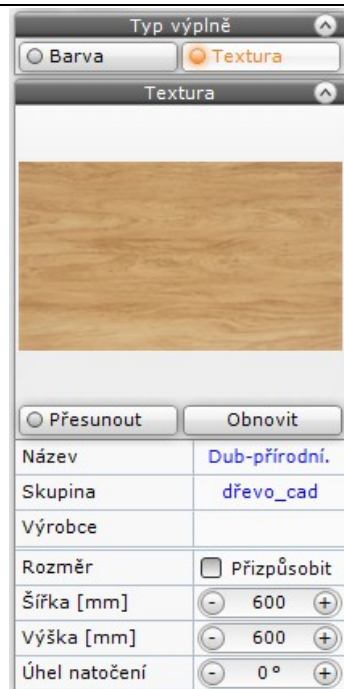 Typ výplně
Barva Textura
Textura
Přesunout Obnovit
Název Dub-přírodní.
Skupina dřevo_cad
Výrobce
Rozměr Přizpůsobit
Šířka [mm] - 600 +
Výška [mm] - 600 +
Úhel natočení - 0° +